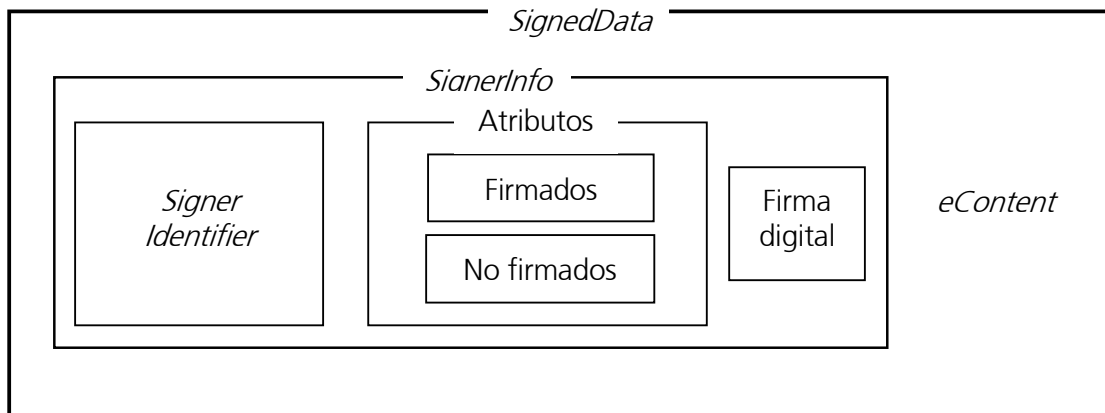 SignedData
SignerInfo
Atributos
Signer
Identifier
Firmados
No firmados
Firma
digital
eContent